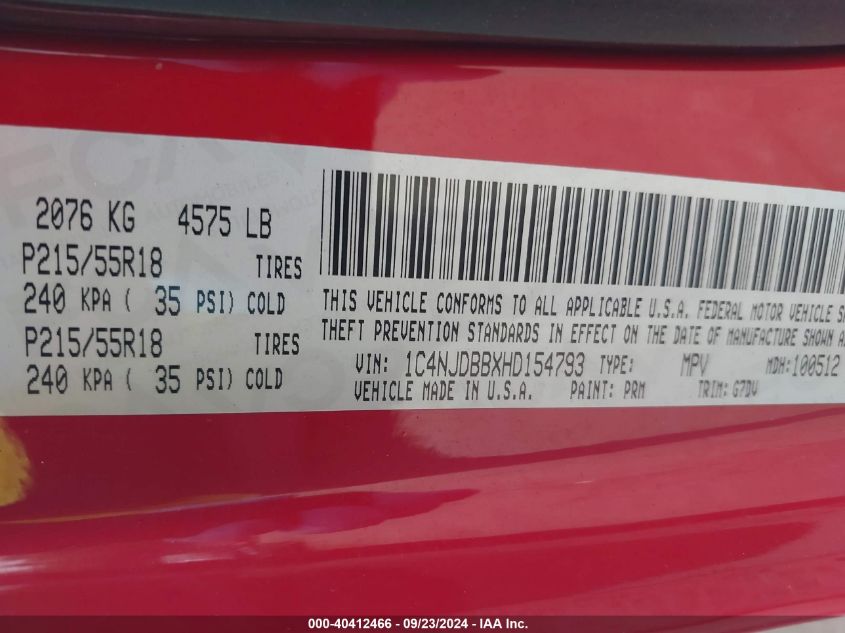 2076 KG 4575 LB
P215/55R18 TIRES
240 KPA ( 35 PSI) COLD
P215/55R18 TIRES
240 KPA ( 35 PSI) COLD
THIS VEHICLE CONFORMS TO ALL APPLICABLE U.S.A. FEDERAL MOTOR VEHICLE
THEFT PREVENTION STANDARDS IN EFFECT ON THE DATE OF MANUFACTURE SHOWN
VIN: 1C4NJDBBXHD154793 TYPE: MPV MDH:100512
VEHICLE MADE IN U.S.A. PAINT: PRM TRIM: G7DV
000-40412466 - 09/23/2024 - IAA Inc.